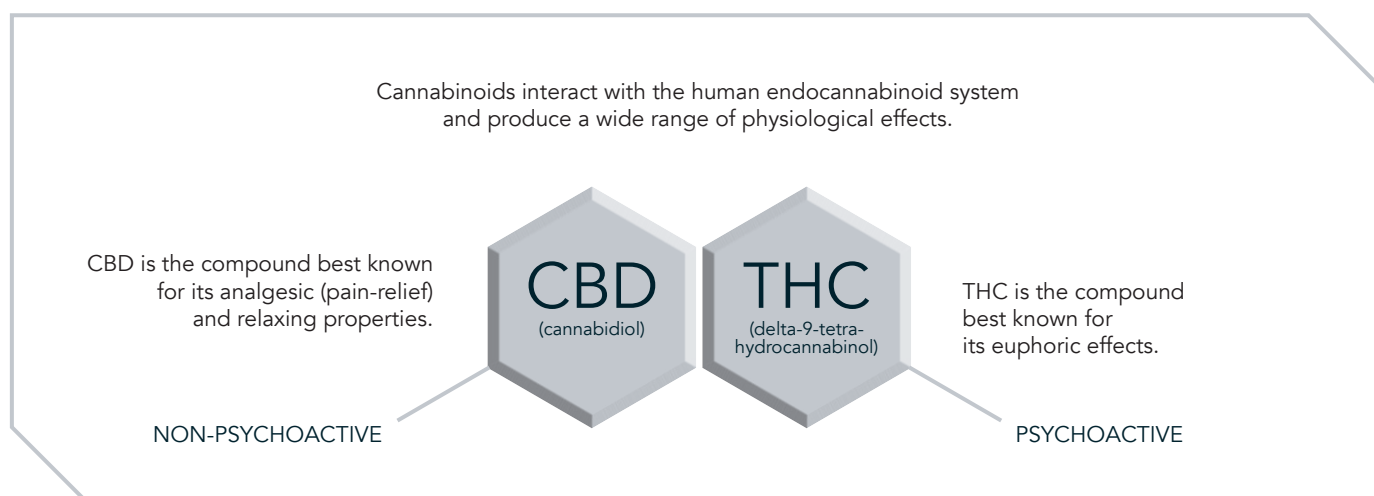 Cannabinoids interact with the human endocannabinoid system
and produce a wide range of physiological effects.
CBD is the compound best known
for its analgesic (pain-relief)
and relaxing properties.
CBD
(cannabidiol)
THC
(delta-9-tetra-
hydrocannabinol)
THC is the compound
best known for
its euphoric effects.
NON-PSYCHOACTIVE
PSYCHOACTIVE